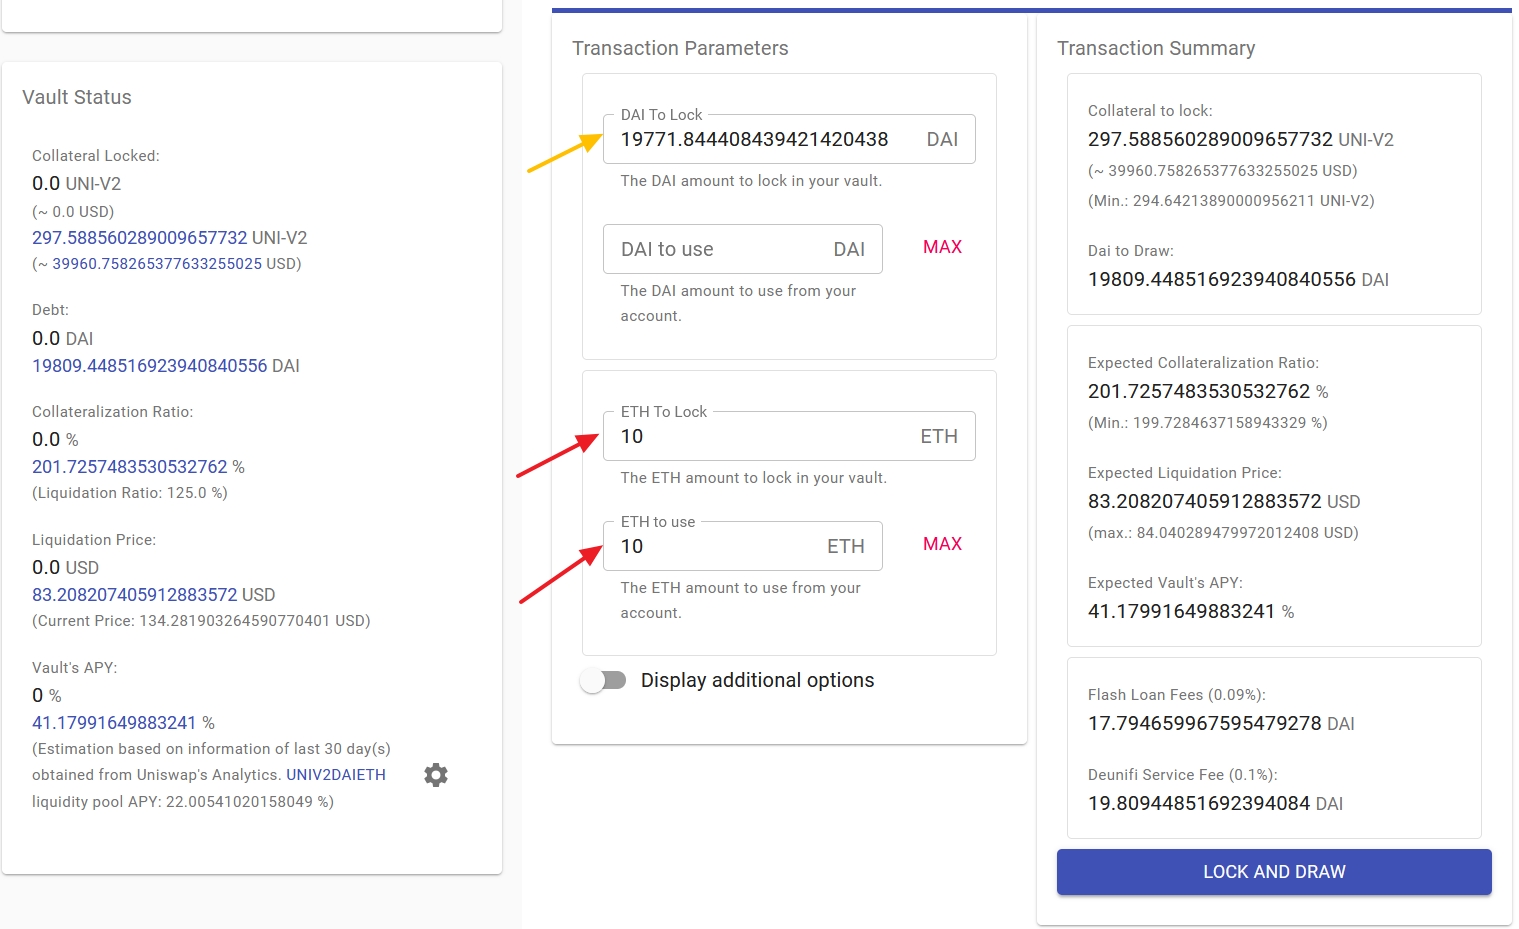 Vault Status
Collateral Locked:
0.0 UNI-V2
(~ 0.0 USD)
297.588560289009657732 UNI-V2
(~ 39960.758265377633255025 USD)
Debt:
0.0 DAI
19809.448516923940840556 DAI
Collateralization Ratio:
0.0 %
201.7257483530532762 %
(Liquidation Ratio: 125.0 %)
Liquidation Price:
0.0 USD
83.208207405912883572 USD
(Current Price: 134.281903264590770401 USD)
Vault's APY:
0 %
41.17991649883241 %
(Estimation based on information of last 30 day(s)
obtained from Uniswap's Analytics. UNIV2DAIETH
liquidity pool APY: 22.00541020158049 %)
Transaction Parameters
DAI To Lock
19771.844408439421420438 DAI
The DAI amount to lock in your vault.
DAI to use DAI MAX
The DAI amount to use from your
account.
ETH To Lock
10 ETH
The ETH amount to lock in your vault.
ETH to use
10 ETH MAX
The ETH amount to use from your
account.
Display additional options
Transaction Summary
Collateral to lock:
297.588560289009657732 UNI-V2
(~ 39960.758265377633255025 USD)
(Min.: 294.64213890000956211 UNI-V2)
Dai to Draw:
19809.448516923940840556 DAI
Expected Collateralization Ratio:
201.7257483530532762 %
(Min.: 199.7284637158943329 %)
Expected Liquidation Price:
83.208207405912883572 USD
(max.: 84.040289479972012408 USD)
Expected Vault's APY:
41.17991649883241 %
Flash Loan Fees (0.09%):
17.794659967595479278 DAI
Deunifi Service Fee (0.1%):
19.80944851692394084 DAI
LOCK AND DRAW